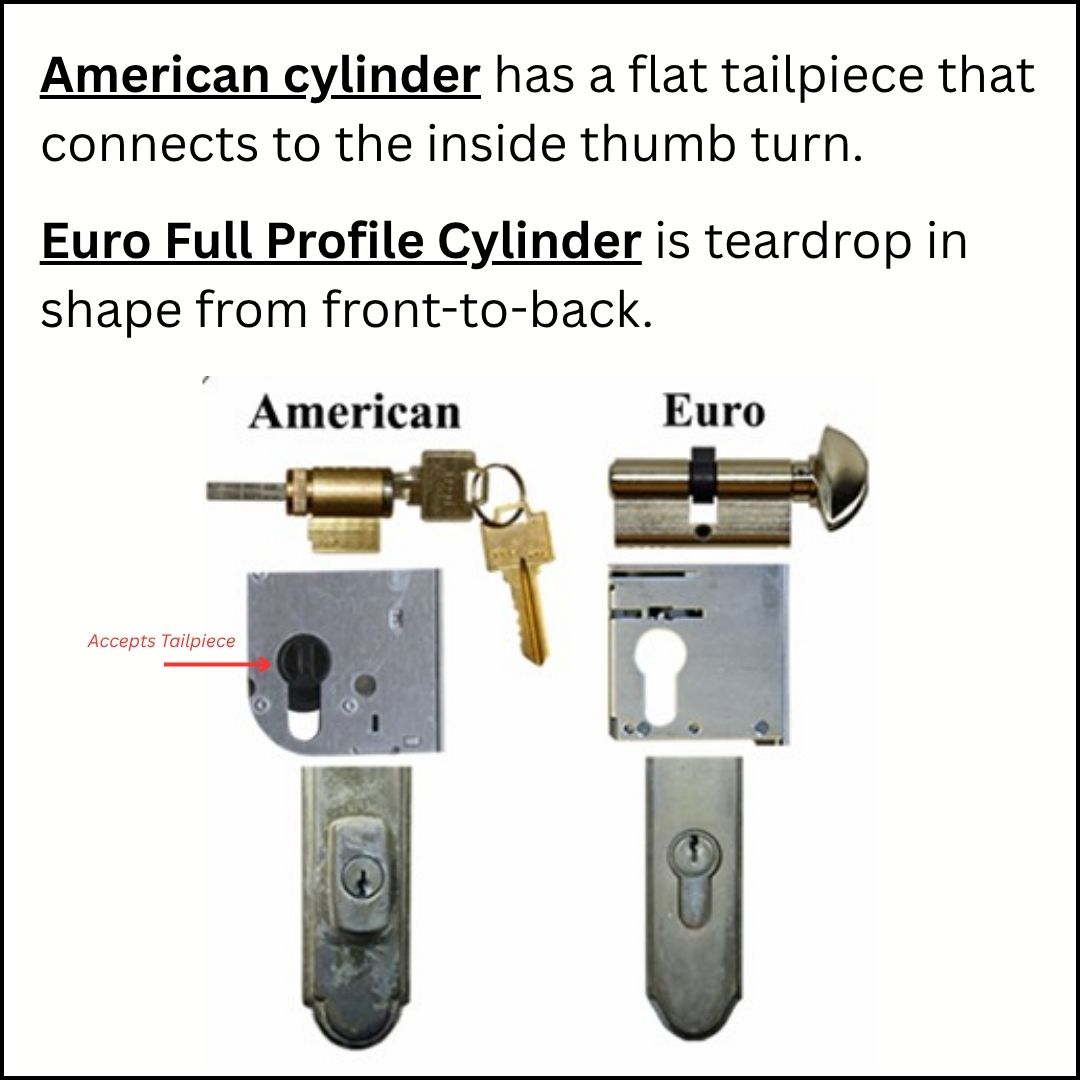 American cylinder has a flat tailpiece that
connects to the inside thumb turn.
Euro Full Profile Cylinder is teardrop in
shape from front-to-back.
American
Euro
Accepts Tailpiece